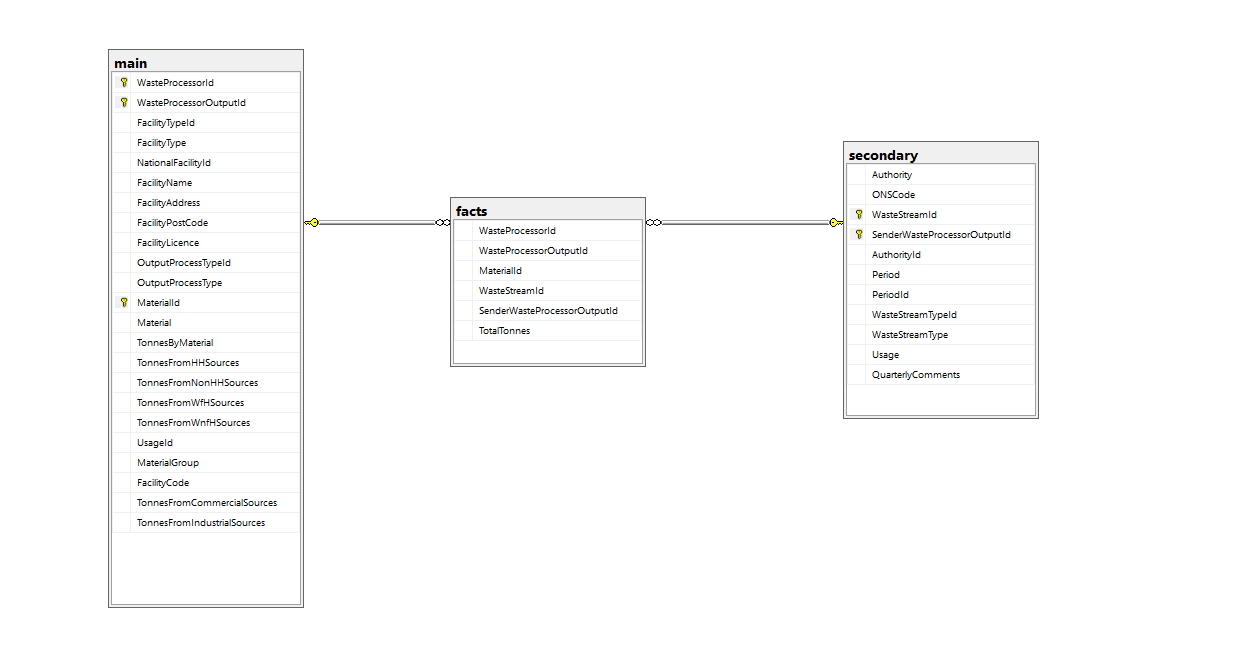 main
WasteProcessorId
WasteProcessorOutputId
FacilityTypeId
FacilityType
NationalFacilityId
FacilityName
FacilityAddress
FacilityPostCode
FacilityLicence
OutputProcessTypeId
OutputProcessType
MaterialId
Material
TonnesByMaterial
TonnesFromHHSources
TonnesFromNonHHSources
TonnesFromWfHSources
TonnesFromWnfHSources
UsageId
MaterialGroup
FacilityCode
TonnesFromCommercialSources
TonnesFromIndustrialSources
facts
WasteProcessorId
WasteProcessorOutputId
MaterialId
WasteStreamId
SenderWasteProcessorOutputId
TotalTonnes
secondary
Authority
ONSCode
WasteStreamId
SenderWasteProcessorOutputId
AuthorityId
Period
PeriodId
WasteStreamTypeId
WasteStreamType
Usage
QuarterlyComments